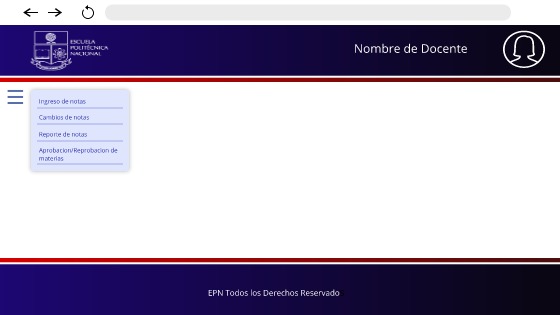 ESCUELA
POLITÉCNICA
NACIONAL
Nombre de Docente
Ingreso de notas
Cambios de notas
Reporte de notas
Aprobacion/Reprobacion de
materias
EPN Todos los Derechos Reservado